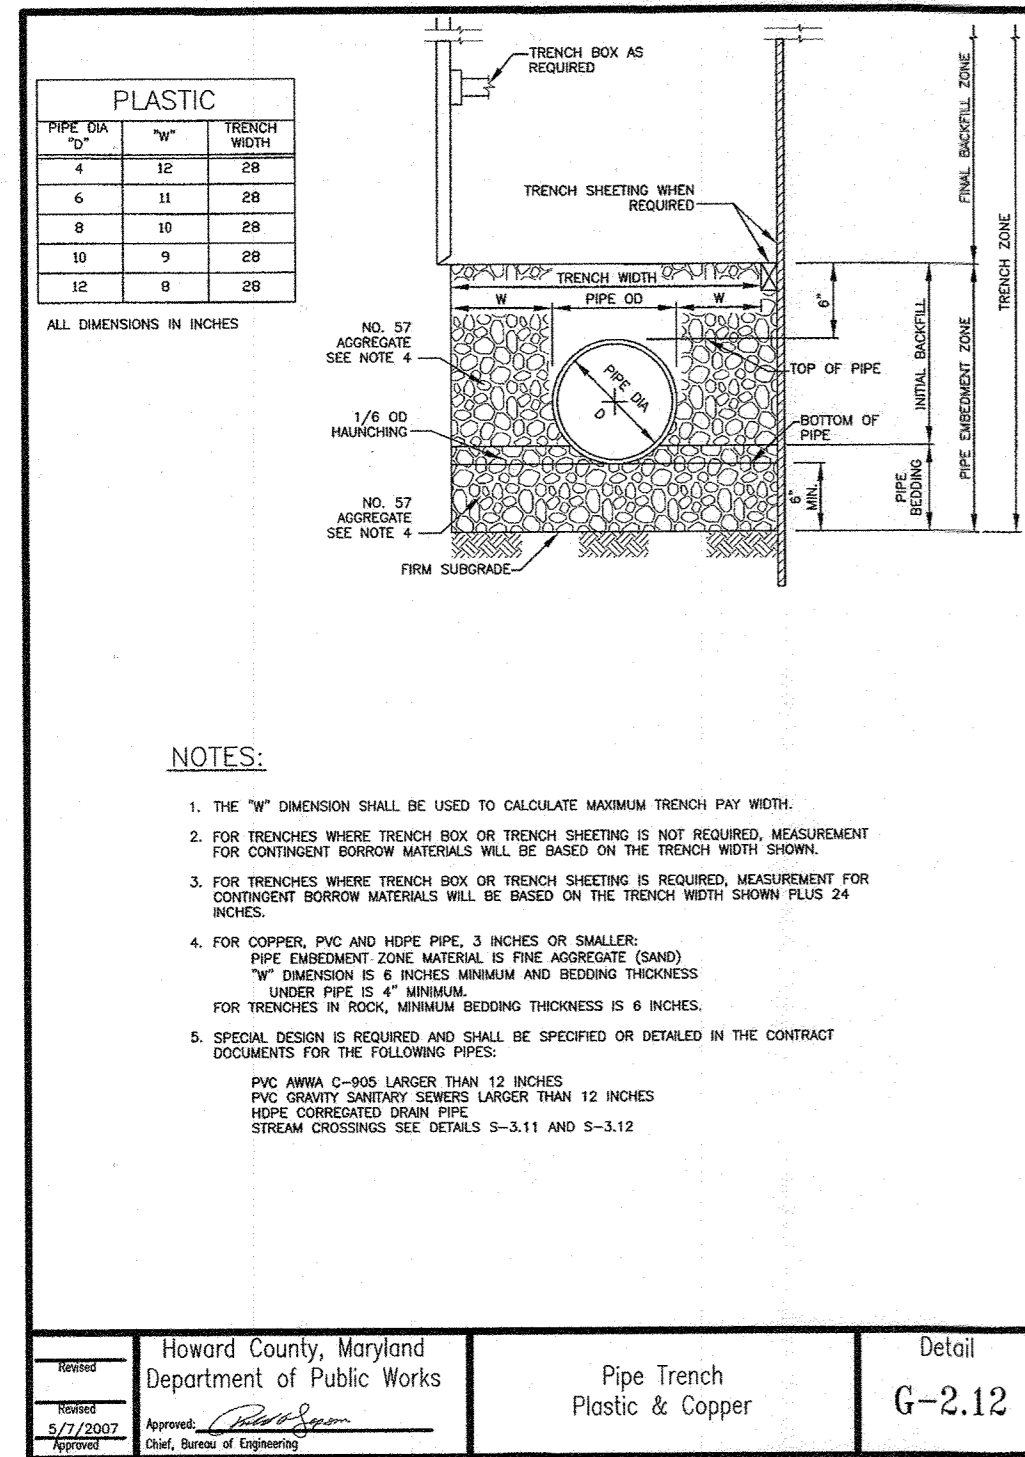 PLASTIC
PIPE DIA "D" "W" TRENCH WIDTH
4 12 28
6 11 28
8 10 28
10 9 28
12 8 28
ALL DIMENSIONS IN INCHES
TRENCH BOX AS
REQUIRED
TRENCH SHEETING WHEN
REQUIRED
TRENCH WIDTH
W
PIPE OD
W
6"
NO. 57
AGGREGATE
SEE NOTE 4
PIPE DIA
D
TOP OF PIPE
1/6 OD
HAUNCHING
BOTTOM OF
PIPE
NO. 57
AGGREGATE
SEE NOTE 4
6"
MIN.
FIRM SUBGRADE
PIPE
BEDDING
INITIAL BACKFILL
PIPE EMBEDMENT ZONE
FINAL BACKFILL ZONE
TRENCH ZONE
NOTES:
1. THE "W" DIMENSION SHALL BE USED TO CALCULATE MAXIMUM TRENCH PAY WIDTH.
2. FOR TRENCHES WHERE TRENCH BOX OR TRENCH SHEETING IS NOT REQUIRED, MEASUREMENT
FOR CONTINGENT BORROW MATERIALS WILL BE BASED ON THE TRENCH WIDTH SHOWN.
3. FOR TRENCHES WHERE TRENCH BOX OR TRENCH SHEETING IS REQUIRED, MEASUREMENT FOR
CONTINGENT BORROW MATERIALS WILL BE BASED ON THE TRENCH WIDTH SHOWN PLUS 24
INCHES.
4. FOR COPPER, PVC AND HDPE PIPE, 3 INCHES OR SMALLER:
PIPE EMBEDMENT ZONE MATERIAL IS FINE AGGREGATE (SAND)
"W" DIMENSION IS 6 INCHES MINIMUM AND BEDDING THICKNESS
UNDER PIPE IS 4" MINIMUM.
FOR TRENCHES IN ROCK, MINIMUM BEDDING THICKNESS IS 6 INCHES.
5. SPECIAL DESIGN IS REQUIRED AND SHALL BE SPECIFIED OR DETAILED IN THE CONTRACT
DOCUMENTS FOR THE FOLLOWING PIPES:
PVC AWWA C-905 LARGER THAN 12 INCHES
PVC GRAVITY SANITARY SEWERS LARGER THAN 12 INCHES
HDPE CORREGATED DRAIN PIPE
STREAM CROSSINGS SEE DETAILS S-3.11 AND S-3.12
Revised
Revised
5/7/2007
Approved
Howard County, Maryland
Department of Public Works
Approved:
Chief, Bureau of Engineering
Pipe Trench
Plastic & Copper
Detail
G-2.12